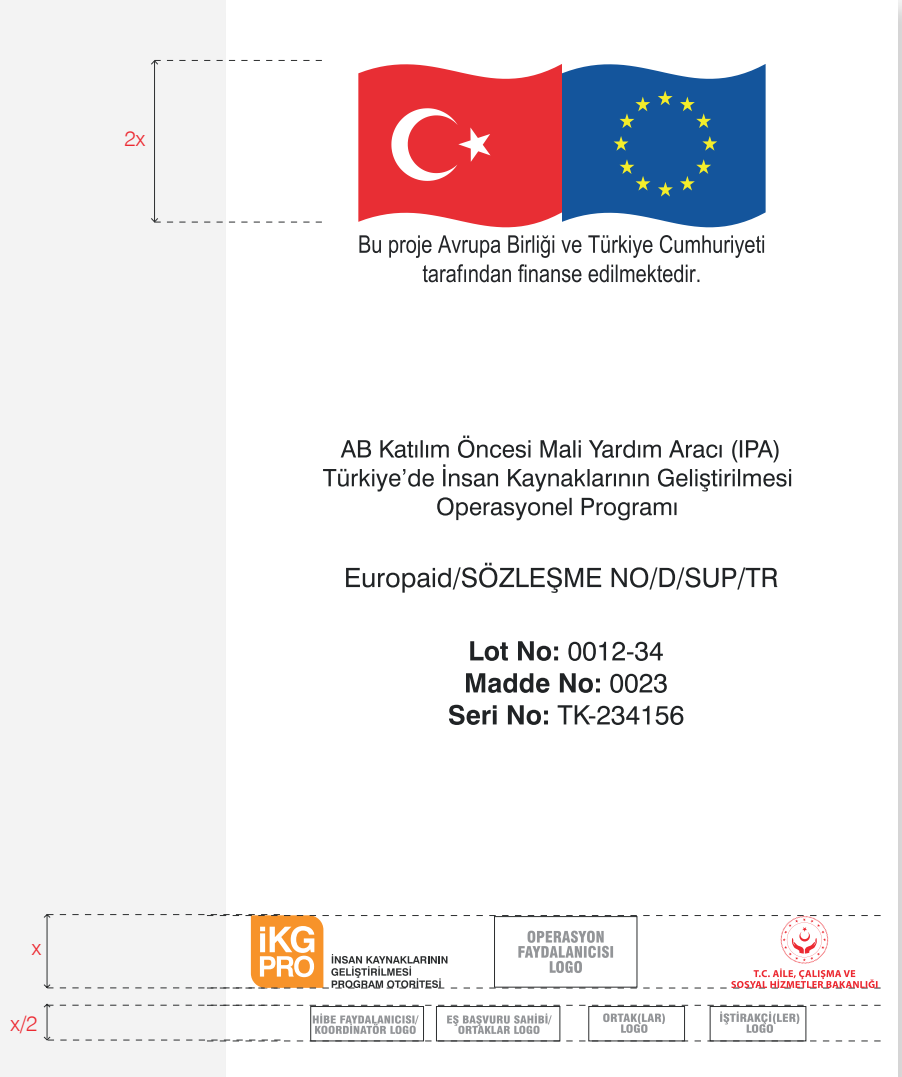 2x
Bu proje Avrupa Birliği ve Türkiye Cumhuriyeti
tarafından finanse edilmektedir.
AB Katılım Öncesi Mali Yardım Aracı (IPA)
Türkiye’de İnsan Kaynaklarının Geliştirilmesi
Operasyonel Programı
Europaid/SÖZLEŞME NO/D/SUP/TR
Lot No: 0012-34
Madde No: 0023
Seri No: TK-234156
x
iKG
PRO
İNSAN KAYNAKLARININ
GELİŞTİRİLMESİ
PROGRAM OTORİTESİ
OPERASYON
FAYDALANICISI
LOGO
T.C. AİLE, ÇALIŞMA VE
SOSYAL HİZMETLER BAKANLIĞI
x/2
HİBE FAYDALANICISI/
KOORDİNATÖR LOGO
EŞ BAŞVURU SAHİBİ/
ORTAKLAR LOGO
ORTAK(LAR)
LOGO
İŞTİRAKÇİ(LER)
LOGO